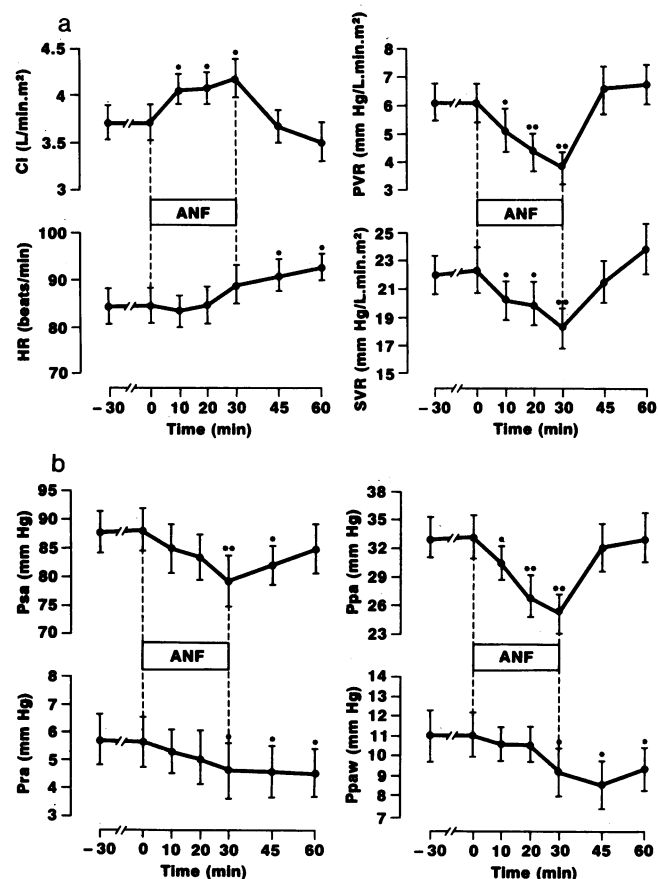 a
CI (L/min.m²)
4.5
4
3.5
3
HR (beats/min)
100
90
80
70
ANF
-30 0 10 20 30 45 60
Time (min)
PVR (mm Hg/L.min.m²)
8
7
6
5
4
3
SVR (mm Hg/L.min.m²)
25
23
21
19
17
15
ANF
-30 0 10 20 30 45 60
Time (min)
b
Psa (mm Hg)
95
90
85
80
75
70
Pra (mm Hg)
8
7
6
5
4
3
ANF
-30 0 10 20 30 45 60
Time (min)
Ppa (mm Hg)
38
35
32
29
26
23
Ppaw (mm Hg)
14
13
12
11
10
9
8
7
ANF
-30 0 10 20 30 45 60
Time (min)